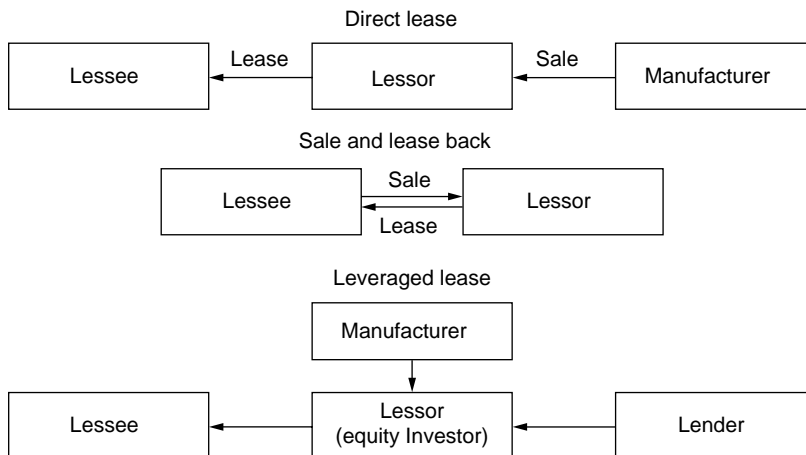 Direct lease
Lessee
Lease
Lessor
Sale
Manufacturer
Sale and lease back
Lessee
Sale
Lease
Lessor
Leveraged lease
Manufacturer
Lessee
Lessor
(equity Investor)
Lender